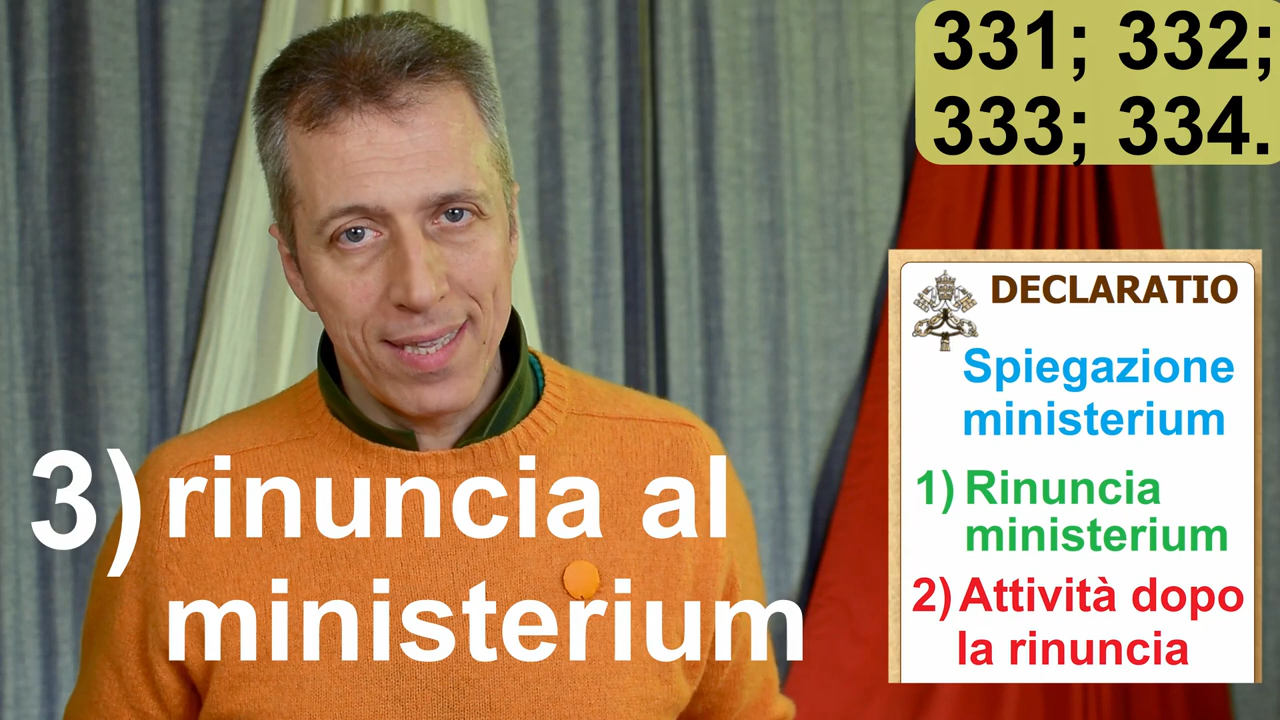 331; 332;
333; 334.
DECLARATIO
Spiegazione
ministerium
1) Rinuncia
ministerium
2) Attività dopo
la rinuncia
3) rinuncia al
ministerium